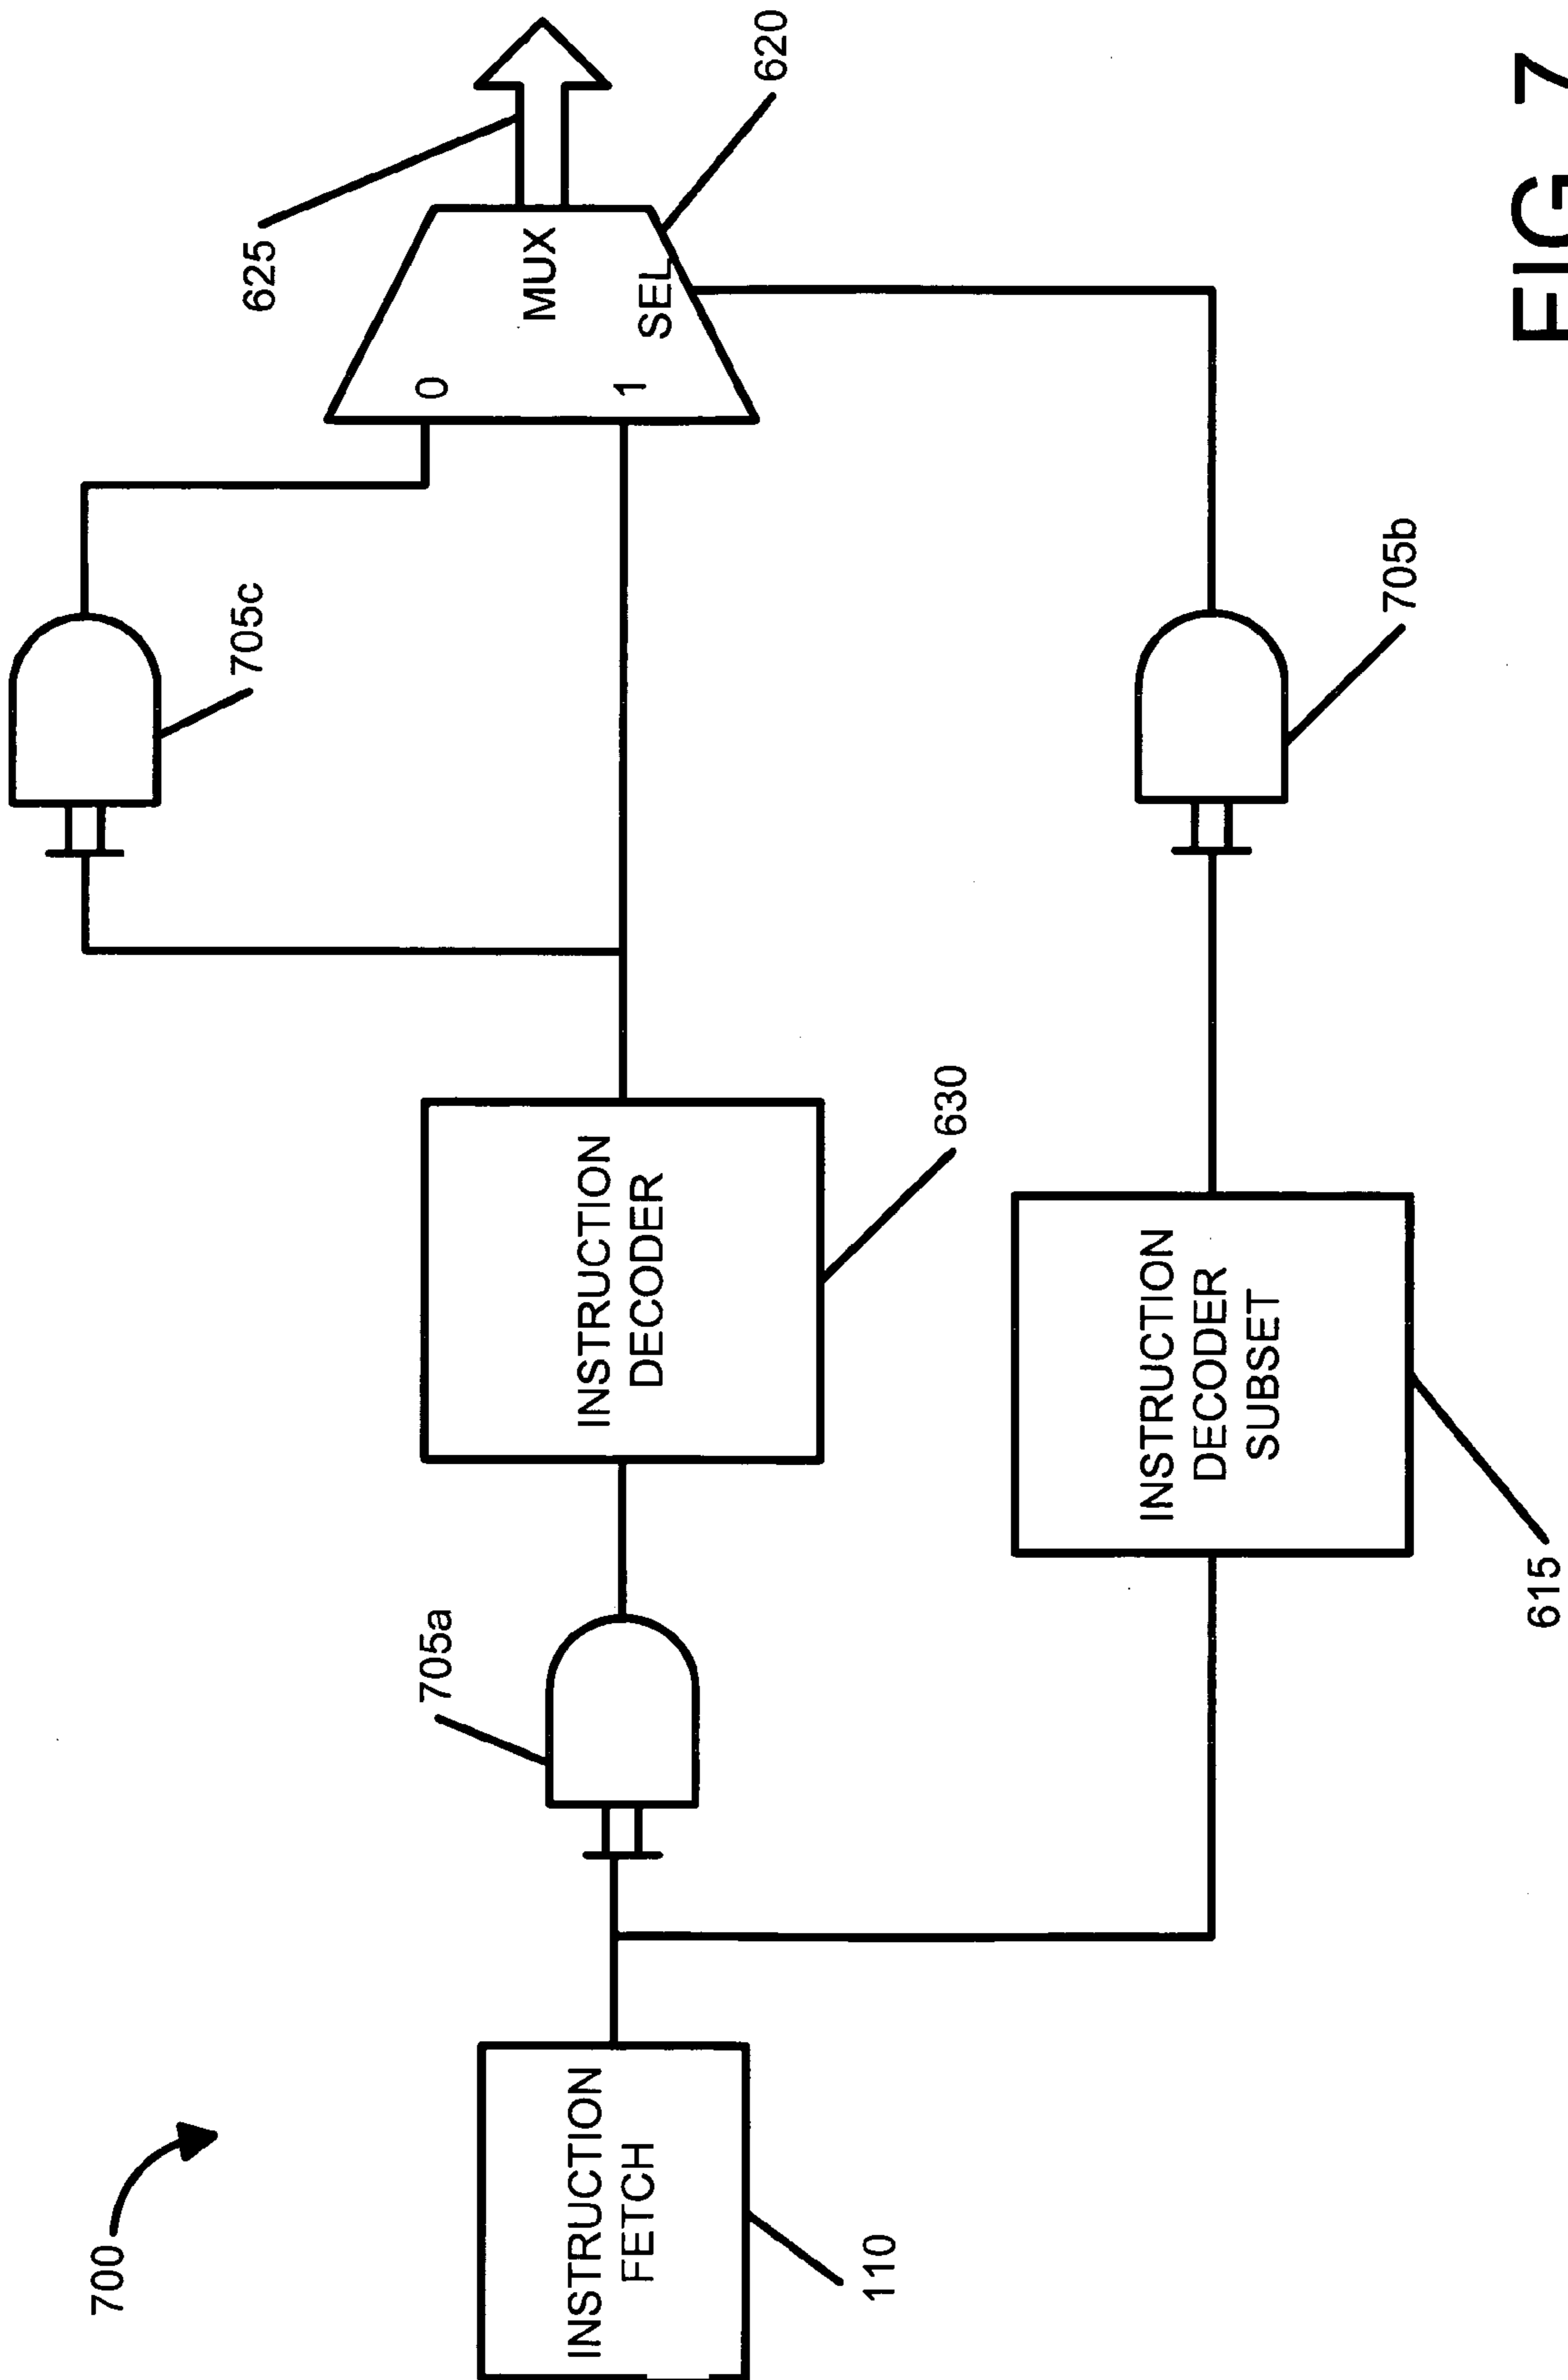 700
INSTRUCTION
FETCH
110
705a
INSTRUCTION
DECODER
630
INSTRUCTION
DECODER
SUBSET
615
705c
705b
0
1
MUX
SEL
625
620
FIG 7